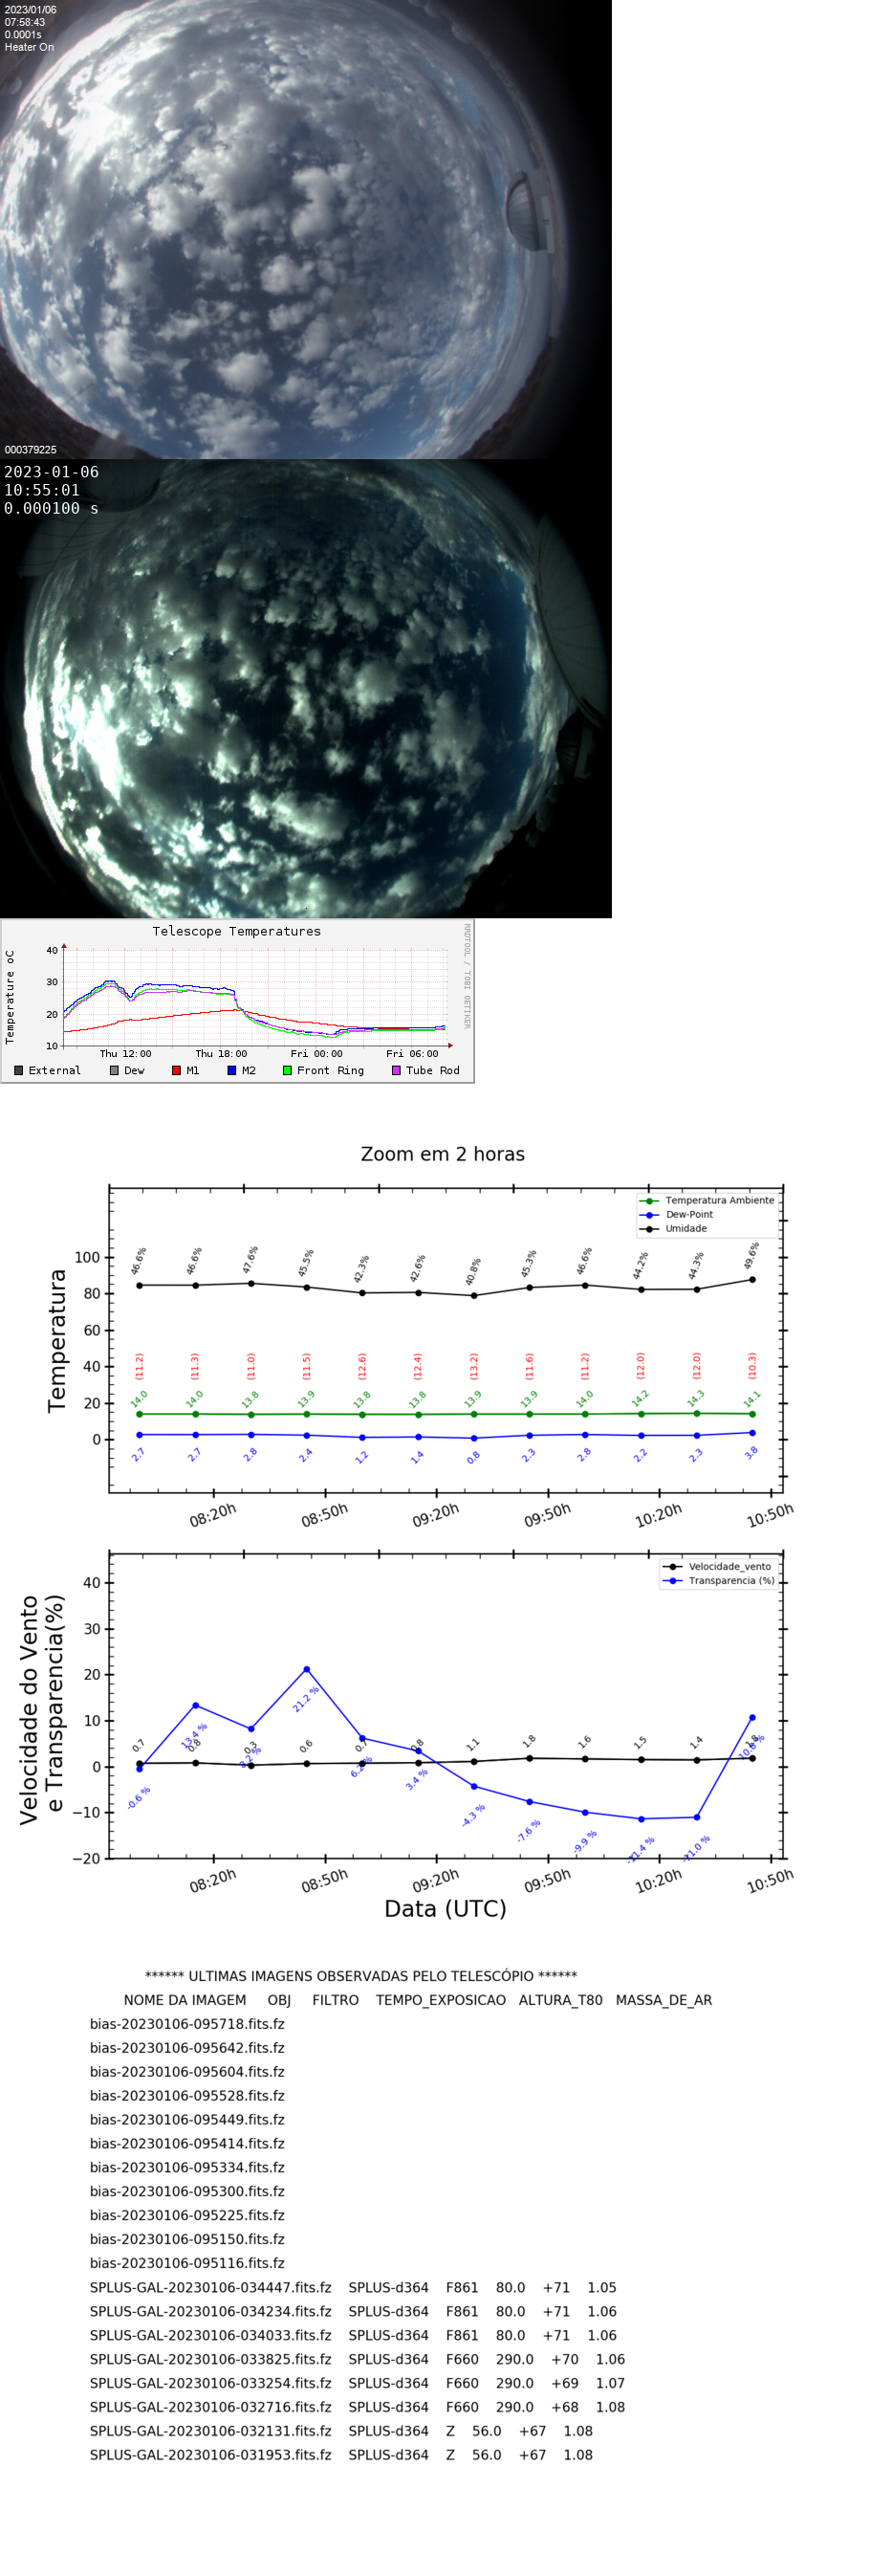 2023/01/06
07:58:43
0.0001s
Heater On
000379225
2023-01-06
10:55:01
0.000100 s
Telescope Temperatures
RRDTOOL / TOBI OETIKER
Temperature oC
40
30
20
10
Thu 12:00 Thu 18:00 Fri 00:00 Fri 06:00
External Dew M1 M2 Front Ring Tube Rod
Zoom em 2 horas
Temperatura Ambiente
Dew-Point
Umidade
Temperatura
100
80
60
40
20
0
46.6% 46.6% 47.6% 45.5% 42.3% 42.6% 40.8% 45.3% 46.6% 44.2% 44.3% 49.6%
(11.2) (11.3) (11.0) (11.5) (12.6) (12.4) (13.2) (11.6) (11.2) (12.0) (12.0) (10.3)
14.0 14.0 13.8 13.9 13.8 13.8 13.9 13.9 14.0 14.2 14.3 14.1
2.7 2.7 2.8 2.4 1.2 1.4 0.8 2.3 2.8 2.2 2.3 3.8
08:20h 08:50h 09:20h 09:50h 10:20h 10:50h
Velocidade_vento
Transparencia (%)
Velocidade do Vento
e Transparencia(%)
40
30
20
10
0
−10
−20
0.7 0.3 0.6 0.7 0.8 1.1 1.8 1.6 1.5 1.4
-0.6 % 13.4 % 8.2 % 21.2 % 3.4 % -4.3 % -7.6 % -9.9 % -11.4 % -11.0 %
08:20h 08:50h 09:20h 09:50h 10:20h 10:50h
Data (UTC)
****** ULTIMAS IMAGENS OBSERVADAS PELO TELESCÓPIO ******
NOME DA IMAGEM OBJ FILTRO TEMPO_EXPOSICAO ALTURA_T80 MASSA_DE_AR
bias-20230106-095718.fits.fz
bias-20230106-095642.fits.fz
bias-20230106-095604.fits.fz
bias-20230106-095528.fits.fz
bias-20230106-095449.fits.fz
bias-20230106-095414.fits.fz
bias-20230106-095334.fits.fz
bias-20230106-095300.fits.fz
bias-20230106-095225.fits.fz
bias-20230106-095150.fits.fz
bias-20230106-095116.fits.fz
SPLUS-GAL-20230106-034447.fits.fz SPLUS-d364 F861 80.0 +71 1.05
SPLUS-GAL-20230106-034234.fits.fz SPLUS-d364 F861 80.0 +71 1.06
SPLUS-GAL-20230106-034033.fits.fz SPLUS-d364 F861 80.0 +71 1.06
SPLUS-GAL-20230106-033825.fits.fz SPLUS-d364 F660 290.0 +70 1.06
SPLUS-GAL-20230106-033254.fits.fz SPLUS-d364 F660 290.0 +69 1.07
SPLUS-GAL-20230106-032716.fits.fz SPLUS-d364 F660 290.0 +68 1.08
SPLUS-GAL-20230106-032131.fits.fz SPLUS-d364 Z 56.0 +67 1.08
SPLUS-GAL-20230106-031953.fits.fz SPLUS-d364 Z 56.0 +67 1.08